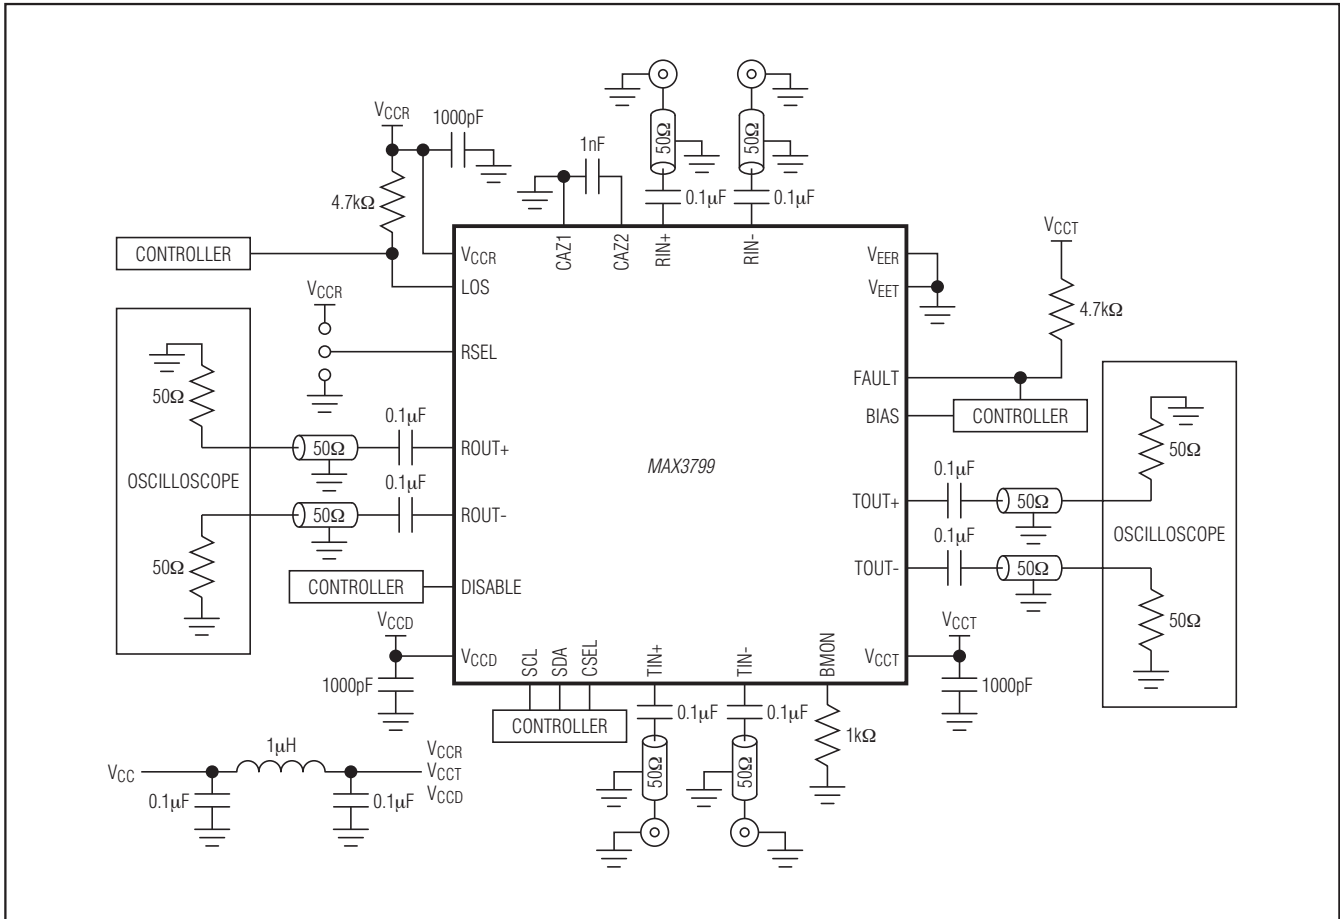 VCCR
1000pF
1nF
50Ω
50Ω
4.7kΩ
0.1µF
0.1µF
CONTROLLER
VCCR
LOS
CAZ1
CAZ2
RIN+
RIN-
VEER
VEET
VCCT
4.7kΩ
VCCR
RSEL
FAULT
BIAS
CONTROLLER
50Ω
0.1µF
50Ω
ROUT+
OSCILLOSCOPE
0.1µF
50Ω
ROUT-
50Ω
MAX3799
50Ω
0.1µF
TOUT+
50Ω
OSCILLOSCOPE
0.1µF
TOUT-
50Ω
50Ω
CONTROLLER
DISABLE
VCCD
VCCD
1000pF
SCL
SDA
CSEL
TIN+
TIN-
BMON
VCCT
VCCT
1000pF
CONTROLLER
0.1µF
0.1µF
1kΩ
50Ω
50Ω
VCC
1µH
VCCR
VCCT
VCCD
0.1µF
0.1µF